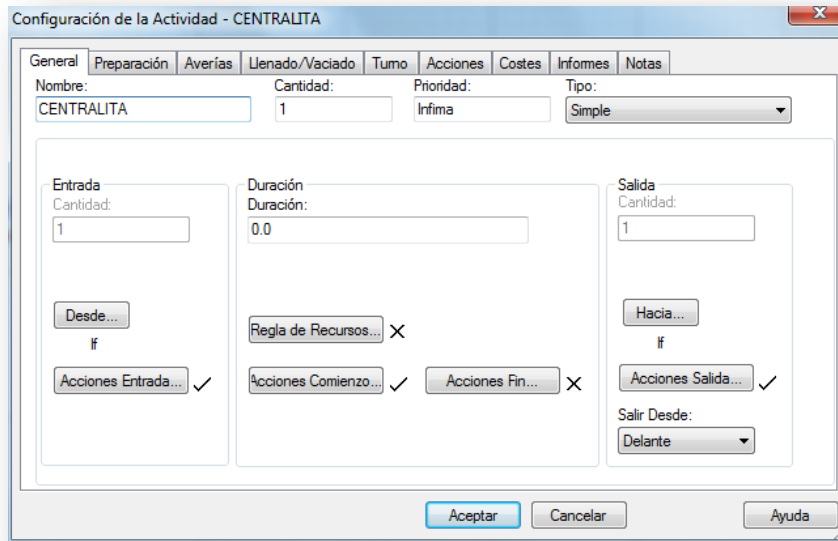 Configuración de la Actividad - CENTRALITA
X
General Preparación Averías Llenado/Vaciado Turno Acciones Costes Informes Notas
Nombre: Cantidad: Prioridad: Tipo:
CENTRALITA 1 Infima Simple
Entrada Duración Salida
Cantidad: Duración: Cantidad:
1 0.0 1
Desde... Regla de Recursos... Hacia...
If If
Acciones Entrada... Acciones Comienzo... Acciones Fin... Acciones Salida...
Salir Desde:
Delante
Aceptar Cancelar Ayuda